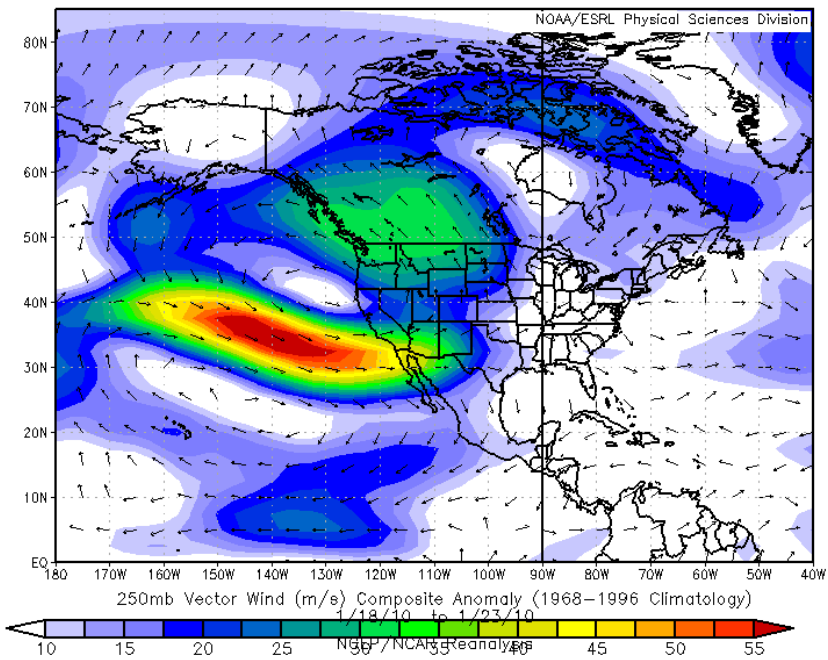 NOAA/ESRL Physical Sciences Division
80N
70N
60N
50N
40N
30N
20N
10N
EQ
180 170W 160W 150W 140W 130W 120W 110W 100W 90W 80W 70W 60W 50W 40W
250mb Vector Wind (m/s) Composite Anomaly (1968-1996 Climatology)
1/18/10 to 1/23/10
NCEP/NCAR Reanalysis
10 15 20 25 30 35 40 45 50 55